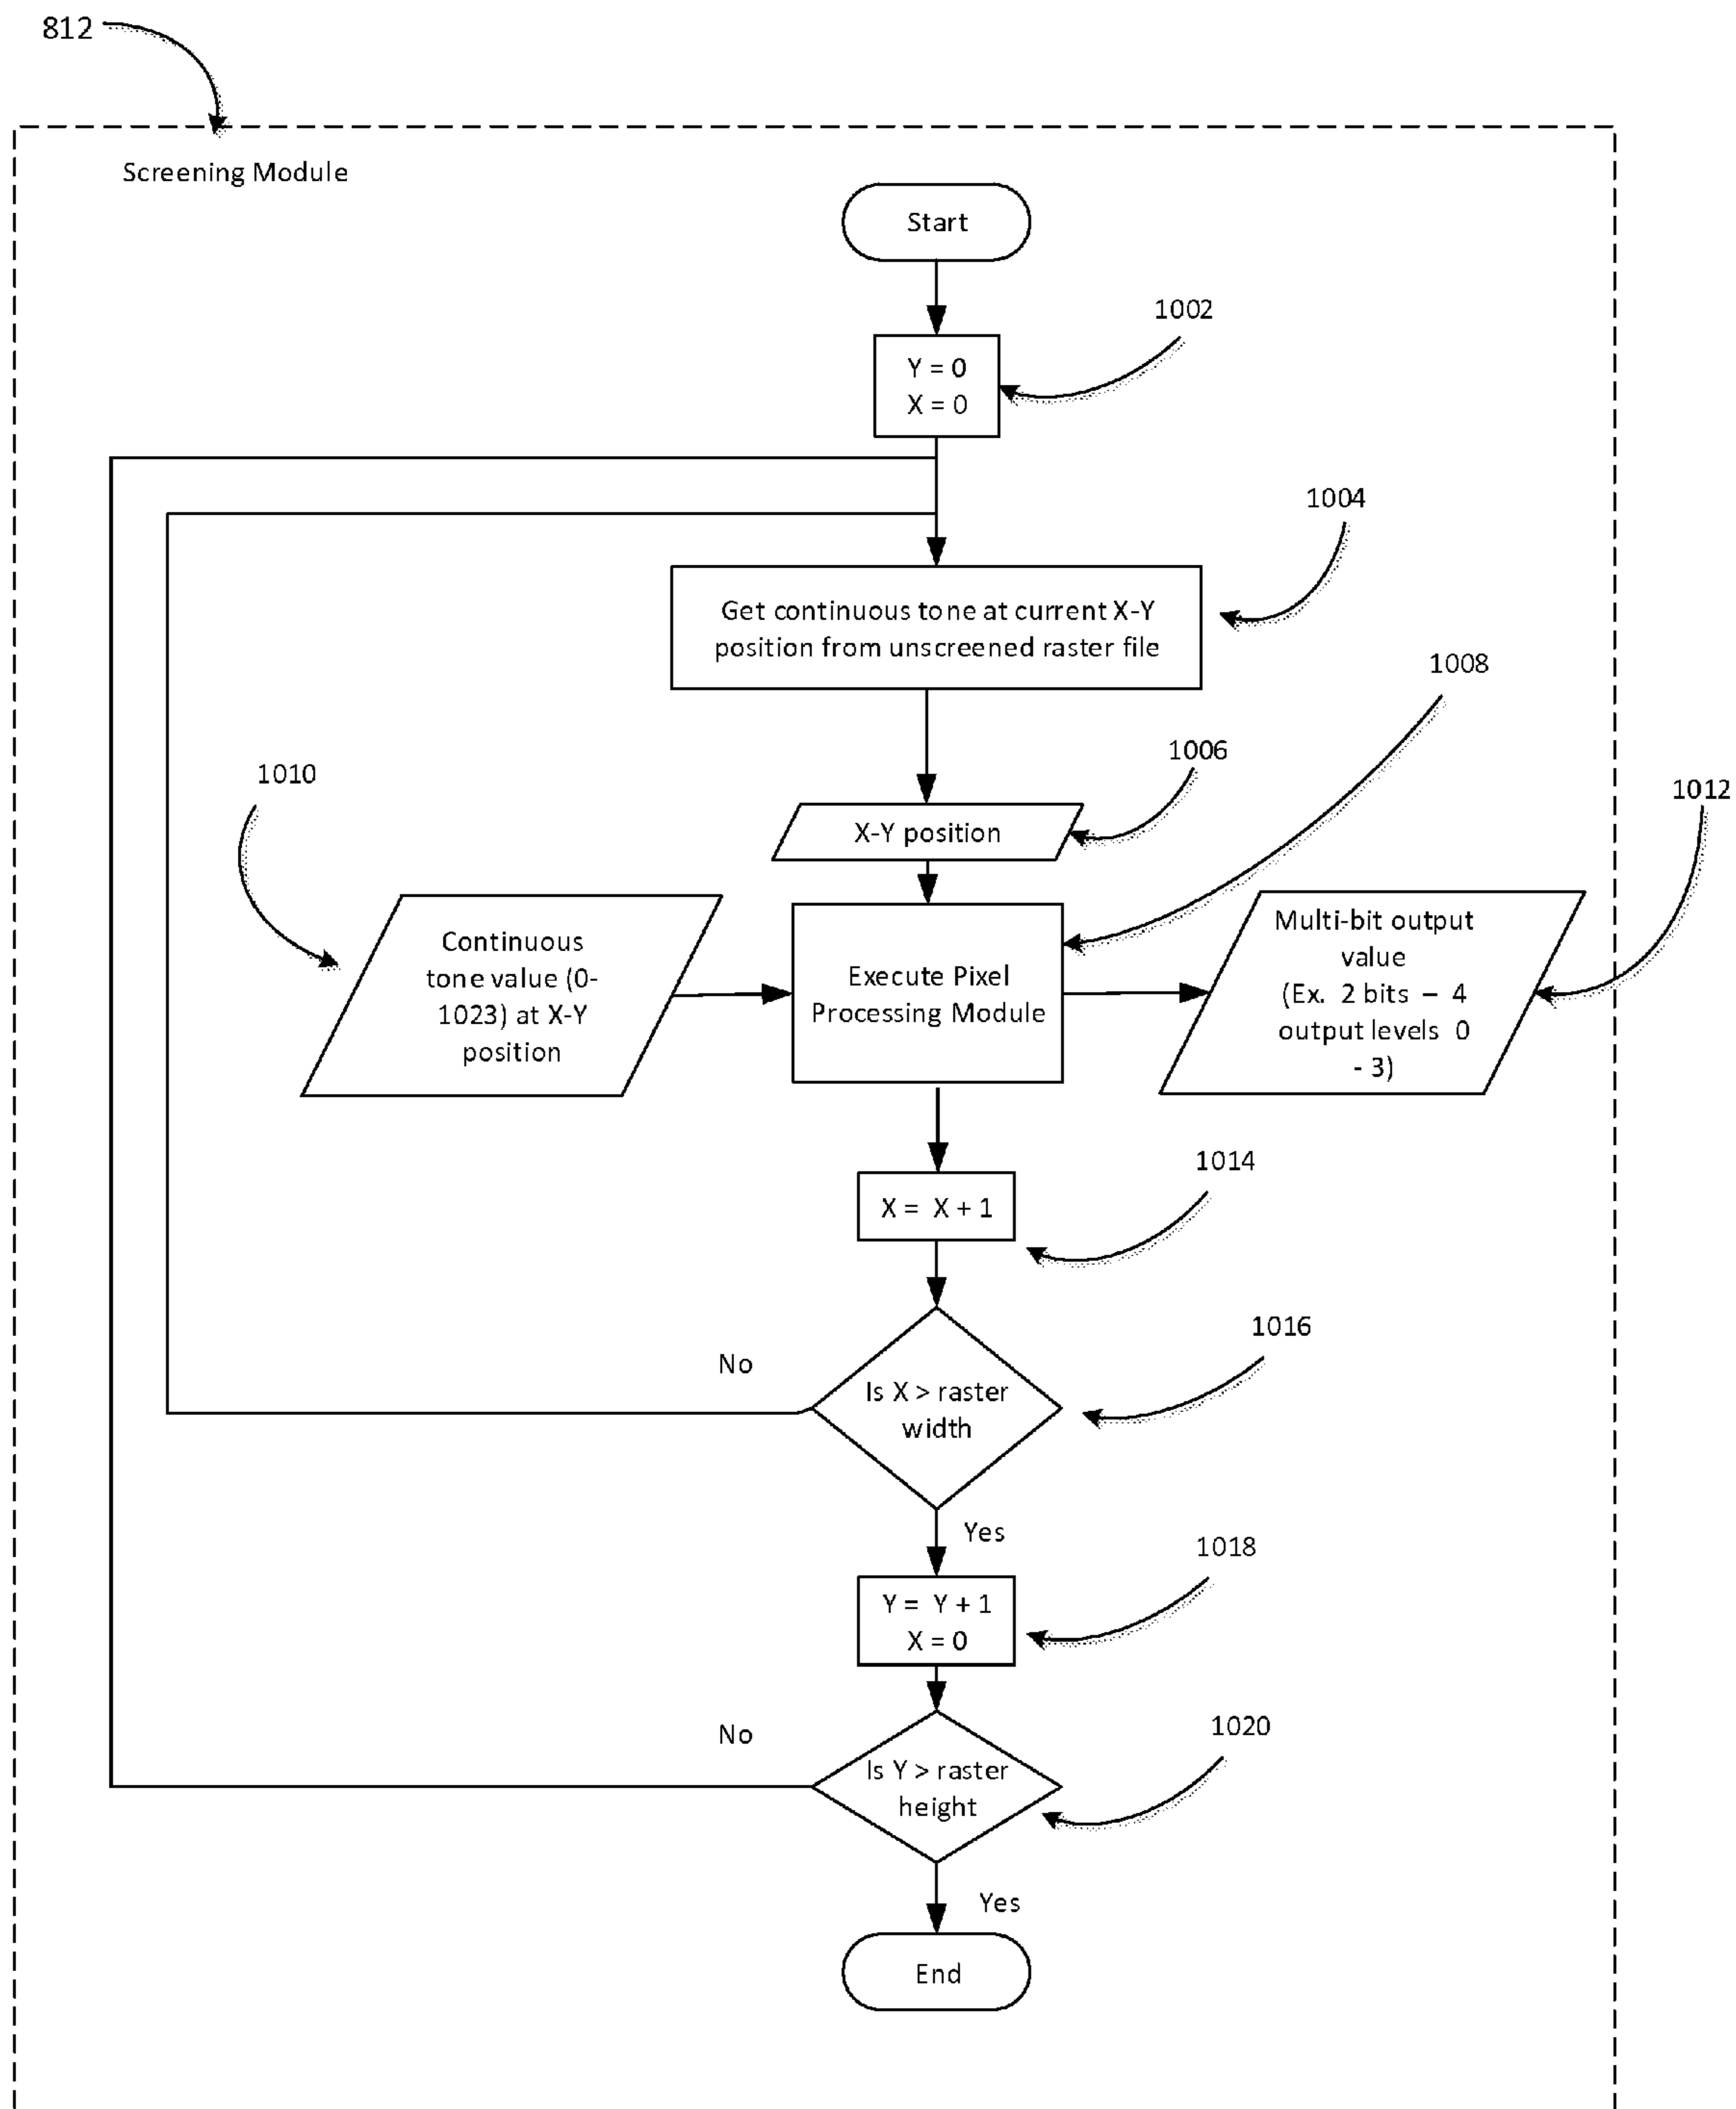 812
Screening Module
Start
1002
Y = 0
X = 0
1004
Get continuous tone at current X-Y
position from unscreened raster file
1008
1006
1010
1012
X-Y position
Continuous
tone value (0-
1023) at X-Y
position
Execute Pixel
Processing Module
Multi-bit output
value
(Ex. 2 bits – 4
output levels 0
- 3)
1014
X = X + 1
1016
No
Is X > raster
width
Yes
1018
Y = Y + 1
X = 0
1020
No
Is Y > raster
height
Yes
End